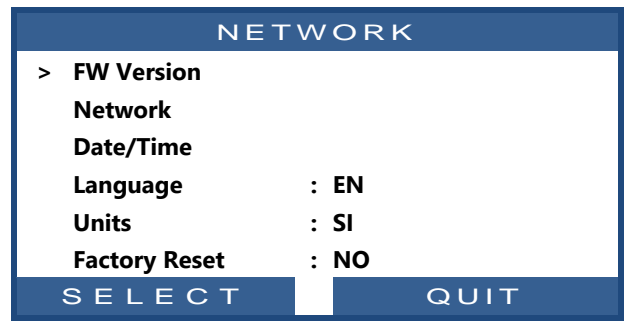 NETWORK
> FW Version
Network
Date/Time
Language : EN
Units : SI
Factory Reset : NO
SELECT QUIT